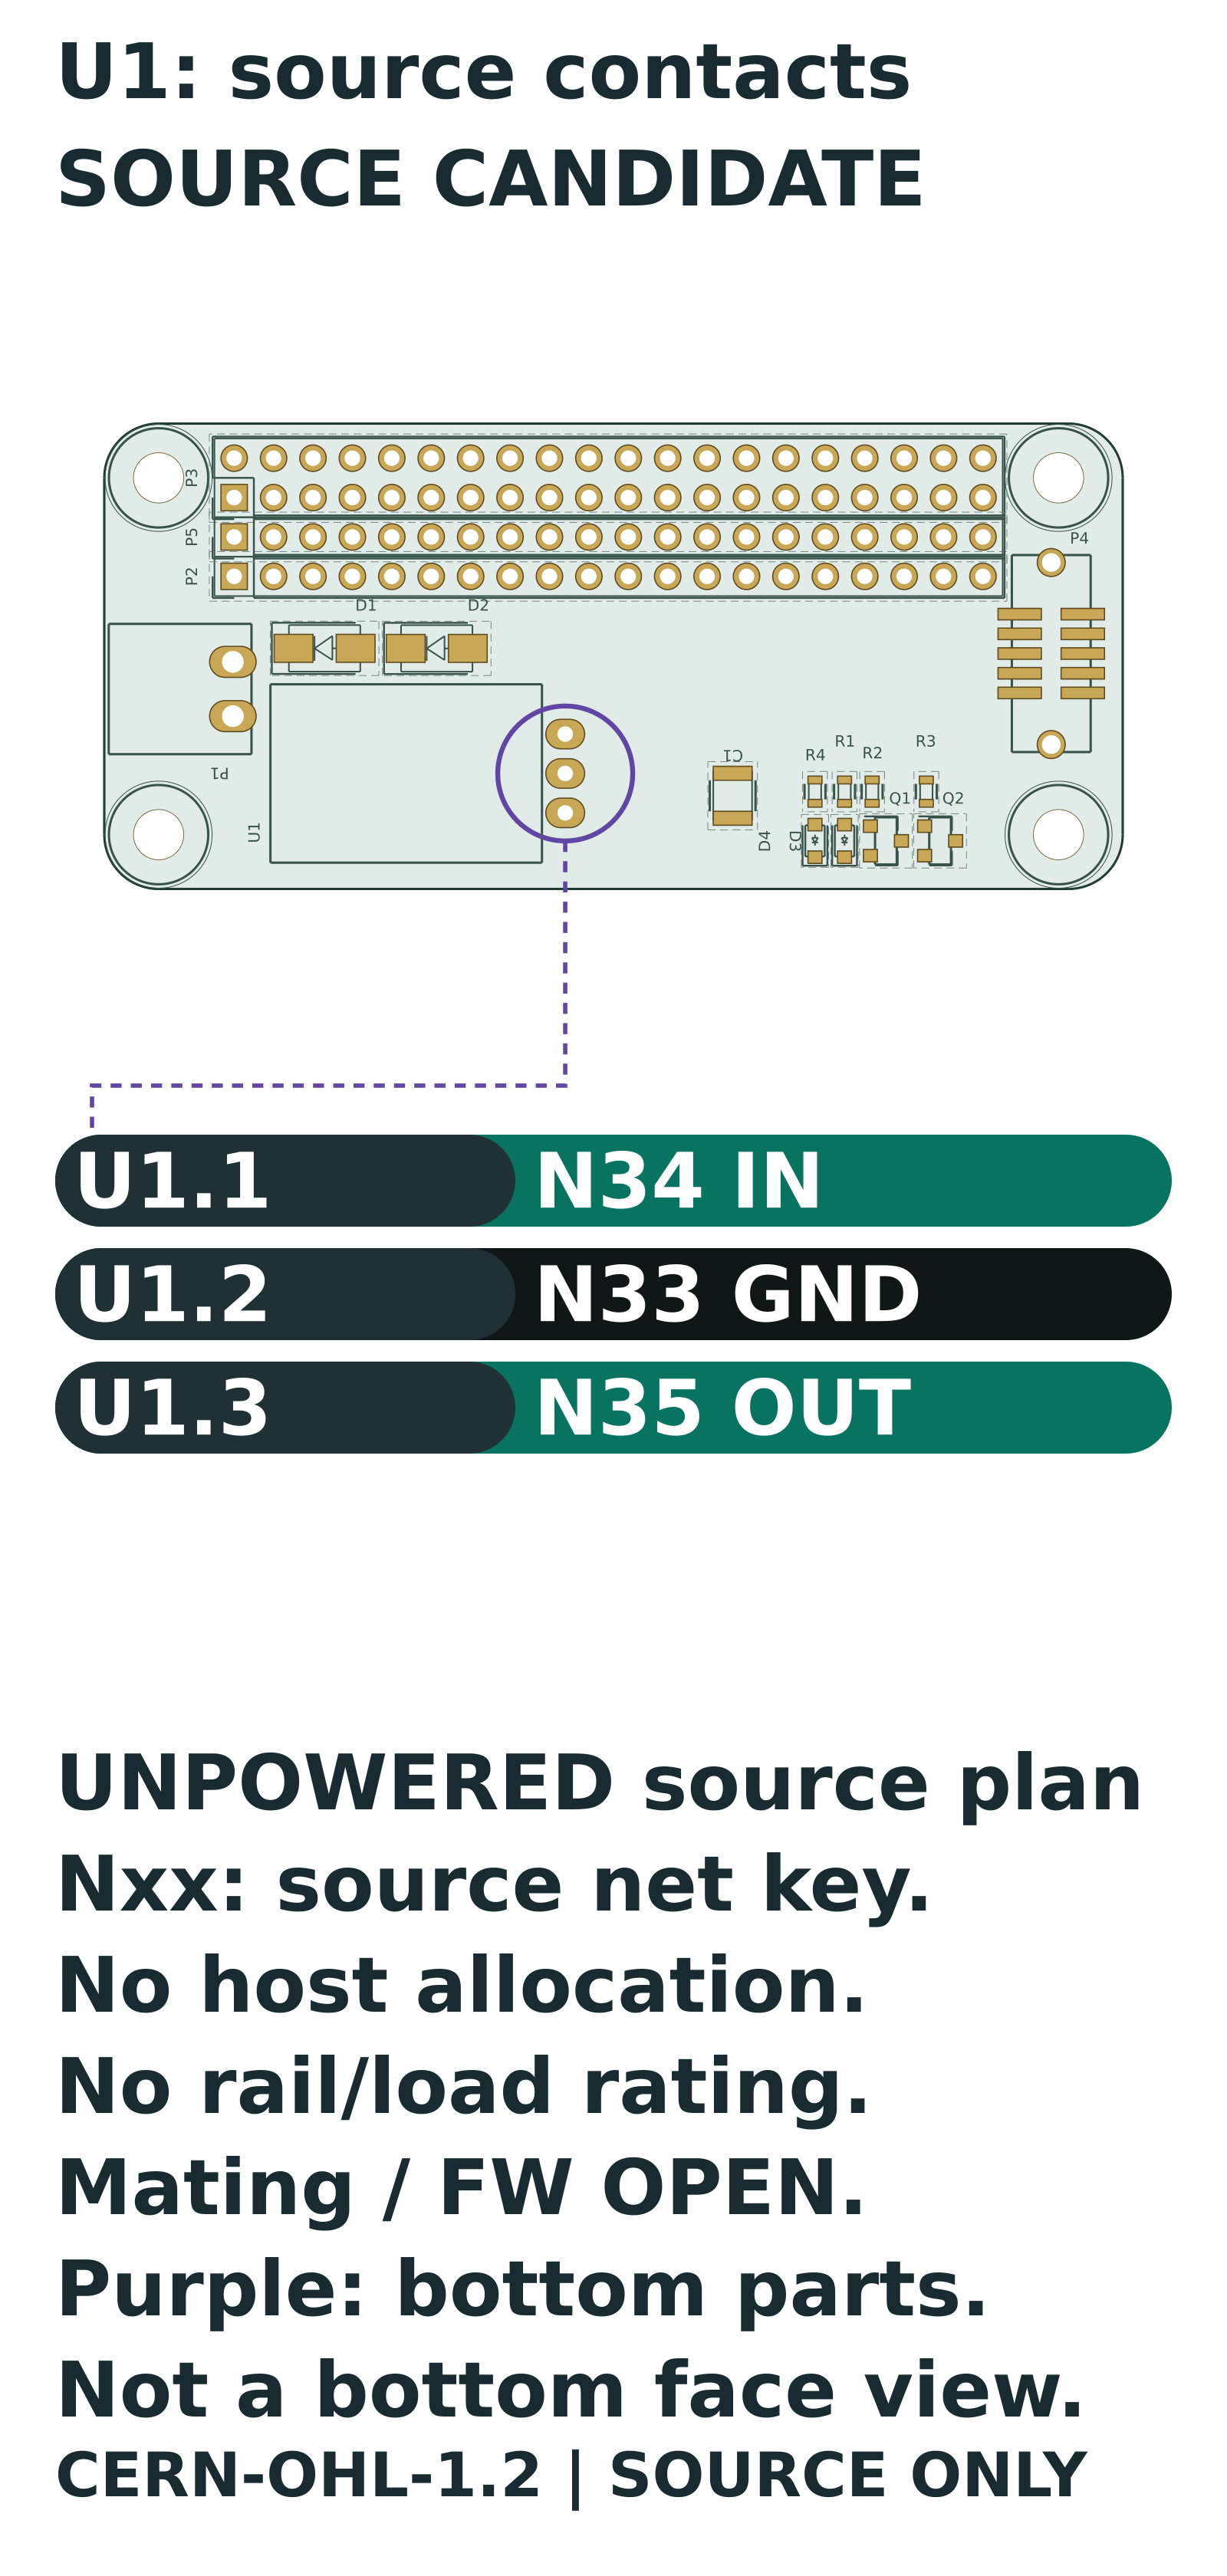 U1: source contacts
SOURCE CANDIDATE
P3
P5
P4
P2
D1 D2
P1
U1
C1
R4 R1 R2 R3
Q1 Q2
D4 D3
U1.1 N34 IN
U1.2 N33 GND
U1.3 N35 OUT
UNPOWERED source plan
Nxx: source net key.
No host allocation.
No rail/load rating.
Mating / FW OPEN.
Purple: bottom parts.
Not a bottom face view.
CERN-OHL-1.2 | SOURCE ONLY